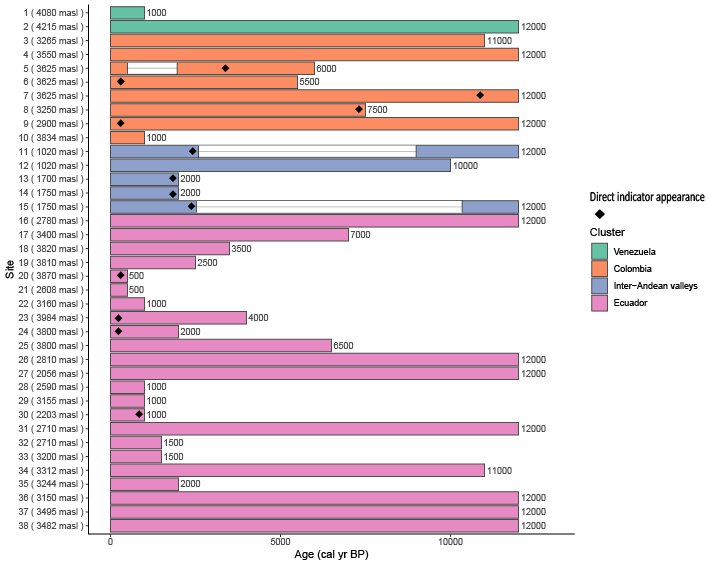 1 ( 4080 masl ) 1000
2 ( 4215 masl ) 12000
3 ( 3265 masl ) 11000
4 ( 3550 masl ) 12000
5 ( 3625 masl ) 6000
6 ( 3625 masl ) 5500
7 ( 3625 masl ) 12000
8 ( 3250 masl ) 7500
9 ( 2900 masl ) 12000
10 ( 3834 masl ) 1000
11 ( 1020 masl ) 12000
12 ( 1020 masl ) 10000
13 ( 1700 masl ) 2000
14 ( 1750 masl ) 2000
15 ( 1750 masl ) 12000
16 ( 2780 masl ) 12000
17 ( 3400 masl ) 7000
18 ( 3820 masl ) 3500
19 ( 3810 masl ) 2500
20 ( 3870 masl ) 500
21 ( 2608 masl ) 500
22 ( 3160 masl ) 1000
23 ( 3984 masl ) 4000
24 ( 3800 masl ) 2000
25 ( 3800 masl ) 6500
26 ( 2810 masl ) 12000
27 ( 2056 masl ) 12000
28 ( 2590 masl ) 1000
29 ( 3155 masl ) 1000
30 ( 2203 masl ) 1000
31 ( 2710 masl ) 12000
32 ( 2710 masl ) 1500
33 ( 3200 masl ) 1500
34 ( 3312 masl ) 11000
35 ( 3244 masl ) 2000
36 ( 3150 masl ) 12000
37 ( 3495 masl ) 12000
38 ( 3482 masl ) 12000
Site
0 5000 10000
Age (cal yr BP)
Direct indicator appearance
Cluster
Venezuela
Colombia
Inter−Andean valleys
Ecuador